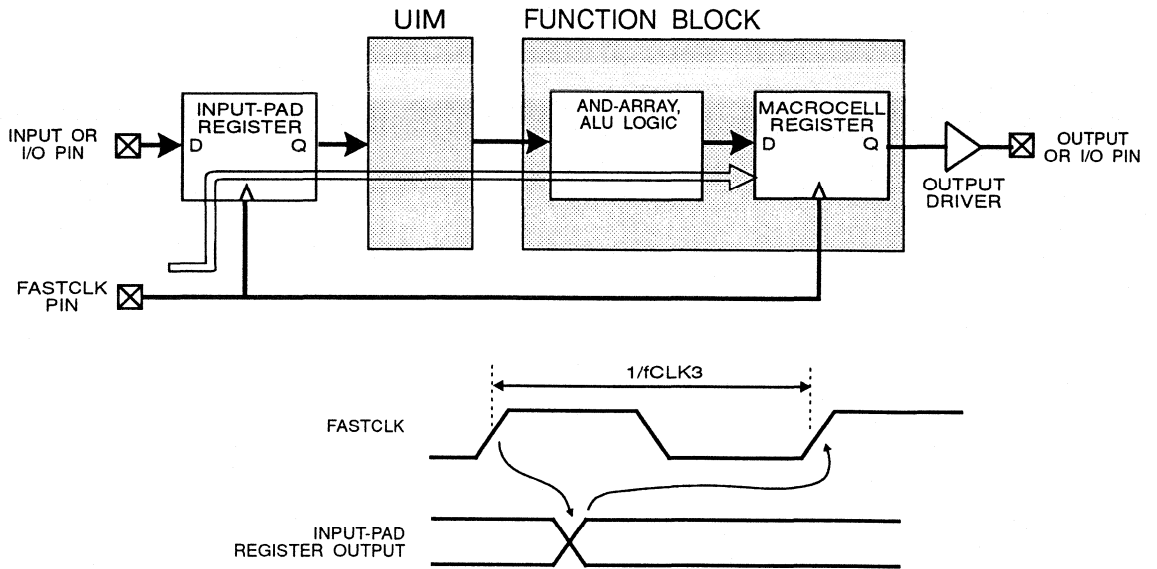 UIM
FUNCTION BLOCK
INPUT-PAD
REGISTER
D
Q
AND-ARRAY,
ALU LOGIC
MACROCELL
REGISTER
D
Q
INPUT OR
I/O PIN
OUTPUT
OR I/O PIN
OUTPUT
DRIVER
FASTCLK
PIN
1/fCLK3
FASTCLK
INPUT-PAD
REGISTER OUTPUT